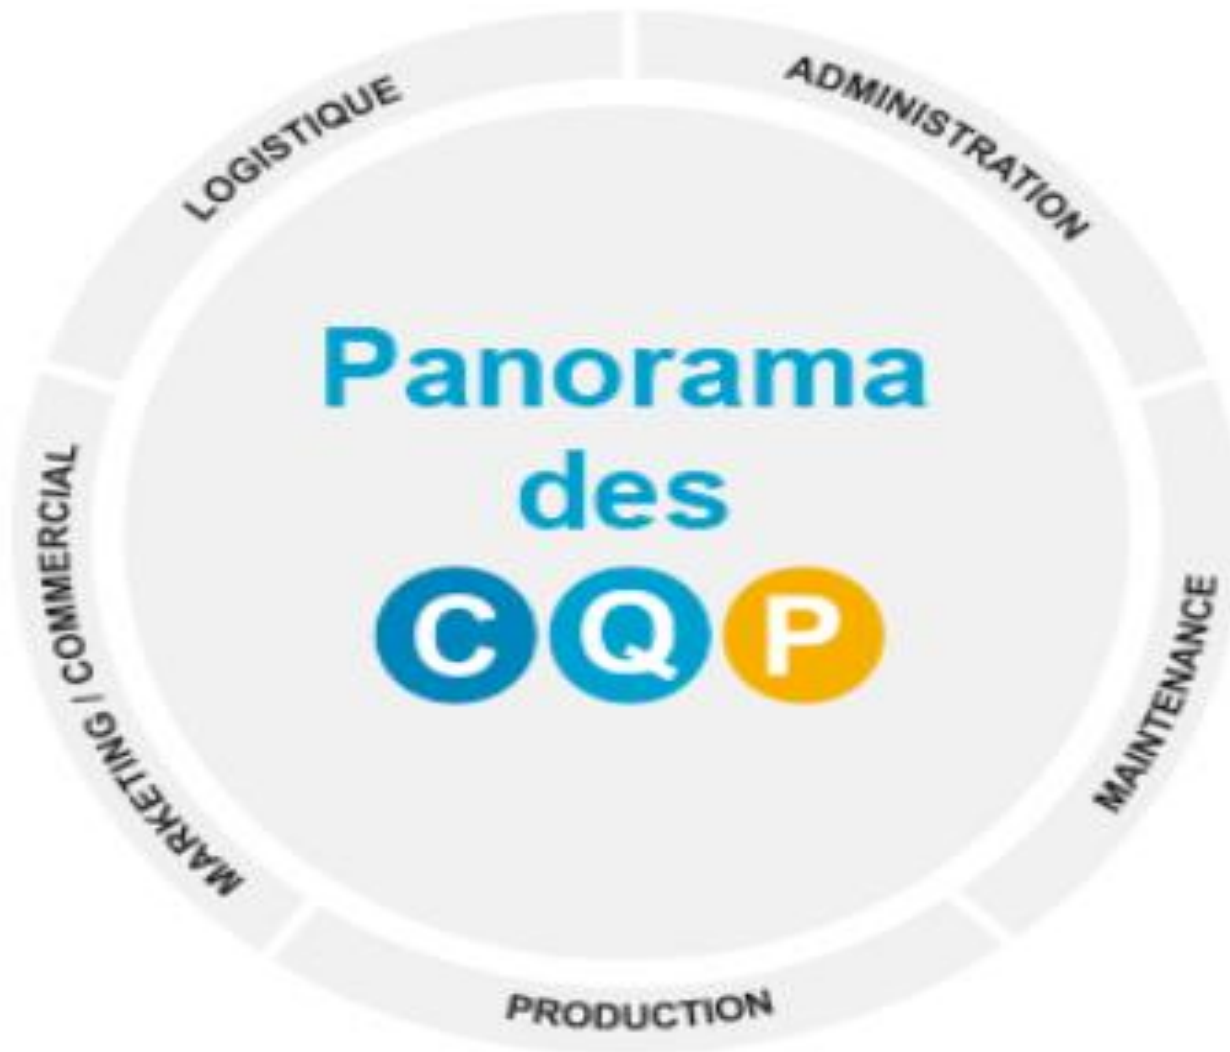 LOGISTIQUE
ADMINISTRATION
Panorama
des
CQP
MARKETING / COMMERCIAL
MAINTENANCE
PRODUCTION